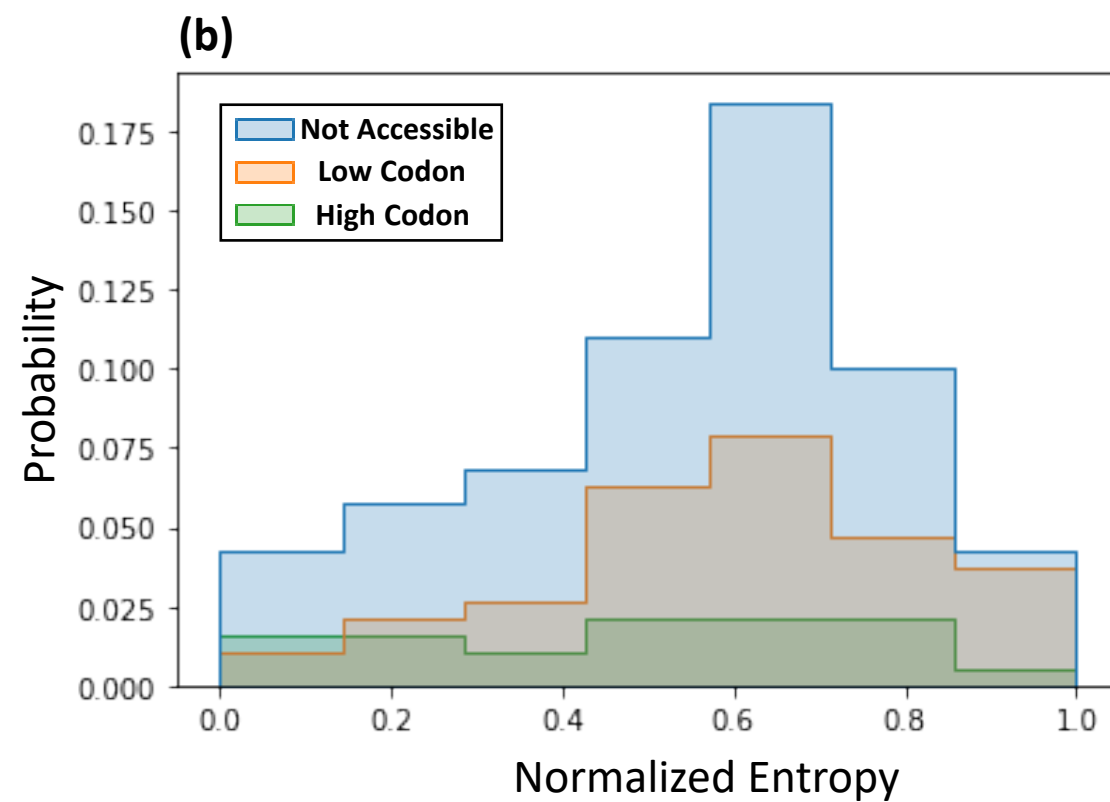 (b)
Not Accessible
Low Codon
High Codon
0.175
0.150
0.125
0.100
0.075
0.050
0.025
0.000
Probability
0.0 0.2 0.4 0.6 0.8 1.0
Normalized Entropy